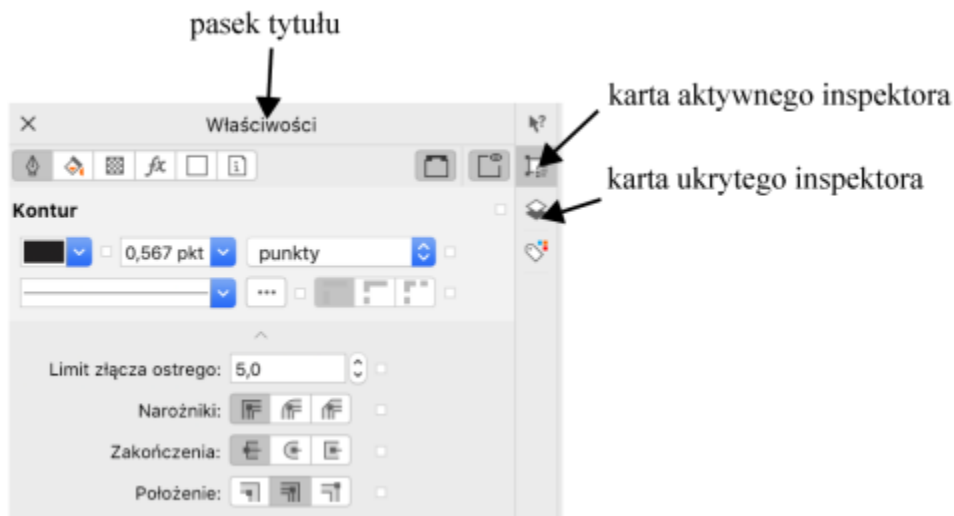 pasek tytułu
karta aktywnego inspektora
Właściwości
karta ukrytego inspektora
Kontur
0,567 pkt punkty
Limit złącza ostrego: 5,0
Narożniki:
Zakończenia:
Położenie: